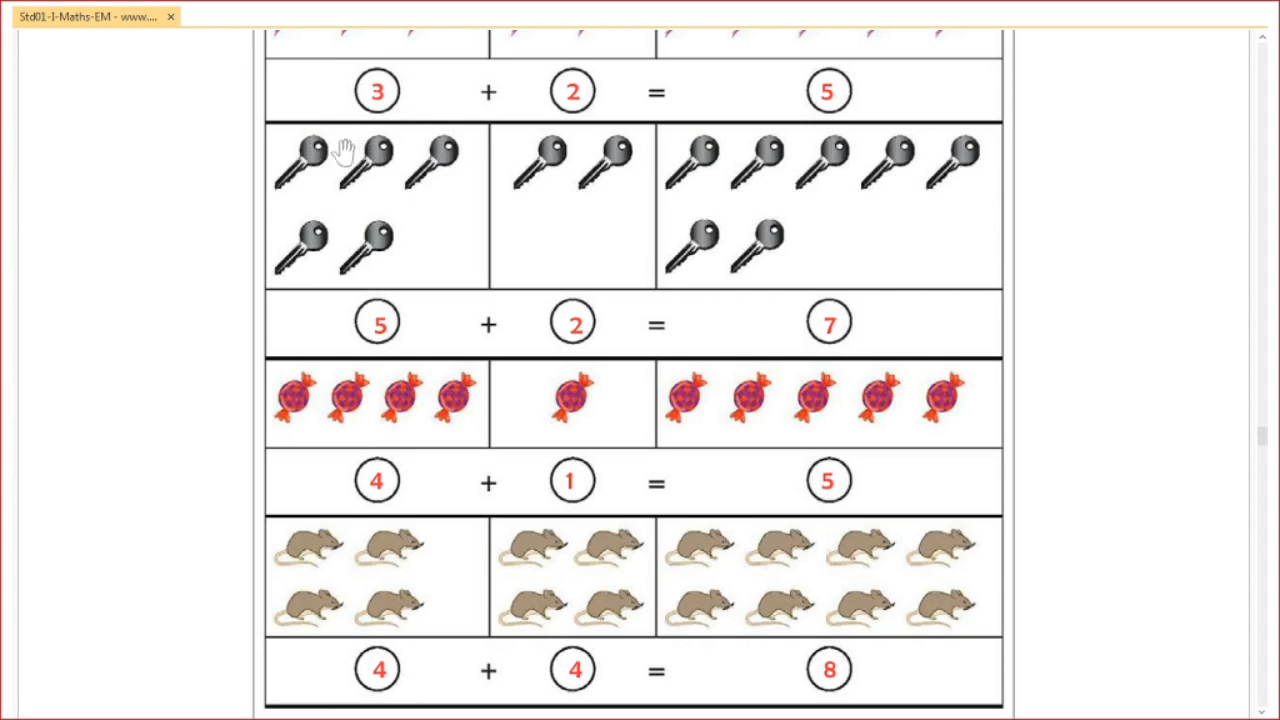 Std01-I-Maths-EM - www.... ×
3 + 2 = 5
5 + 2 = 7
4 + 1 = 5
4 + 4 = 8